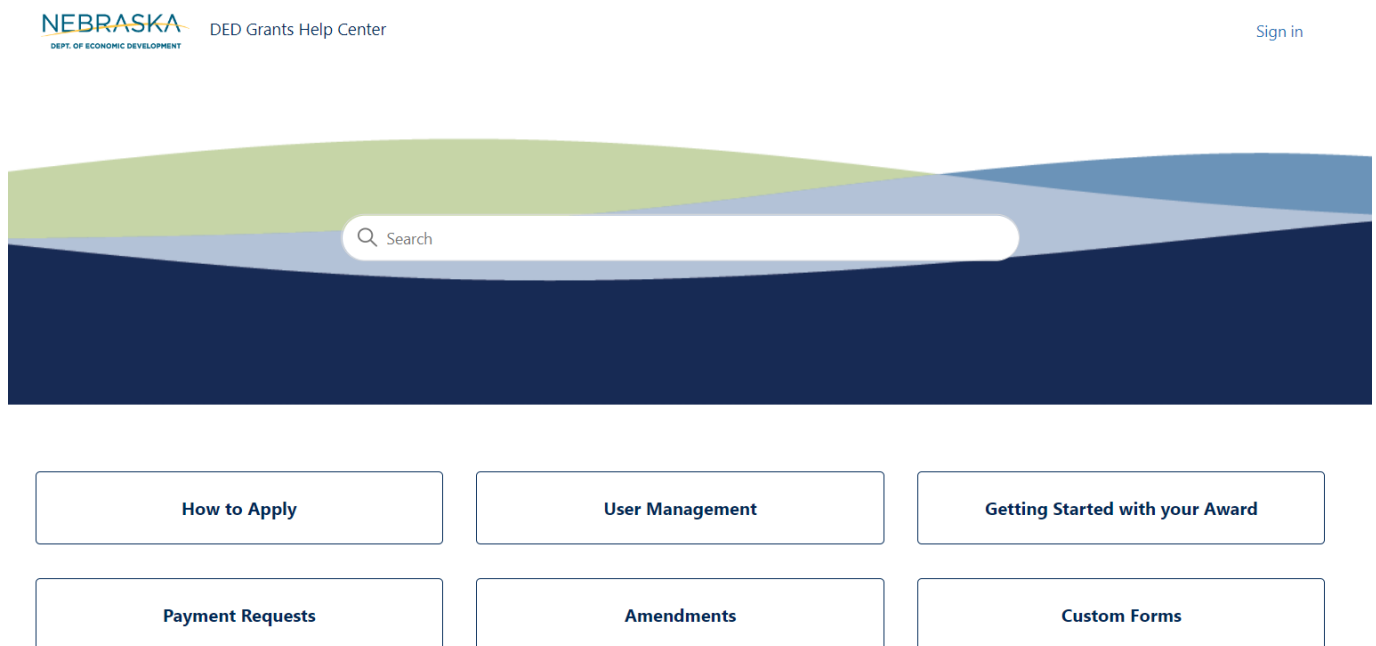 NEBRASKA
DEPT. OF ECONOMIC DEVELOPMENT
DED Grants Help Center
Sign in
Search
How to Apply
User Management
Getting Started with your Award
Payment Requests
Amendments
Custom Forms